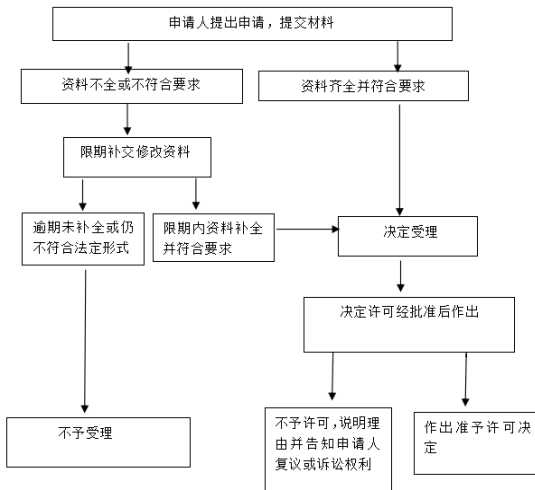 申请人提出申请，提交材料
资料不全或不符合要求
资料齐全并符合要求
限期补交修改资料
逾期未补全或仍
不符合法定形式
限期内资料补全
并符合要求
决定受理
决定许可经批准后作出
不予受理
不予许可，说明理
由并告知申请人
复议或诉讼权利
作出准予许可决
定